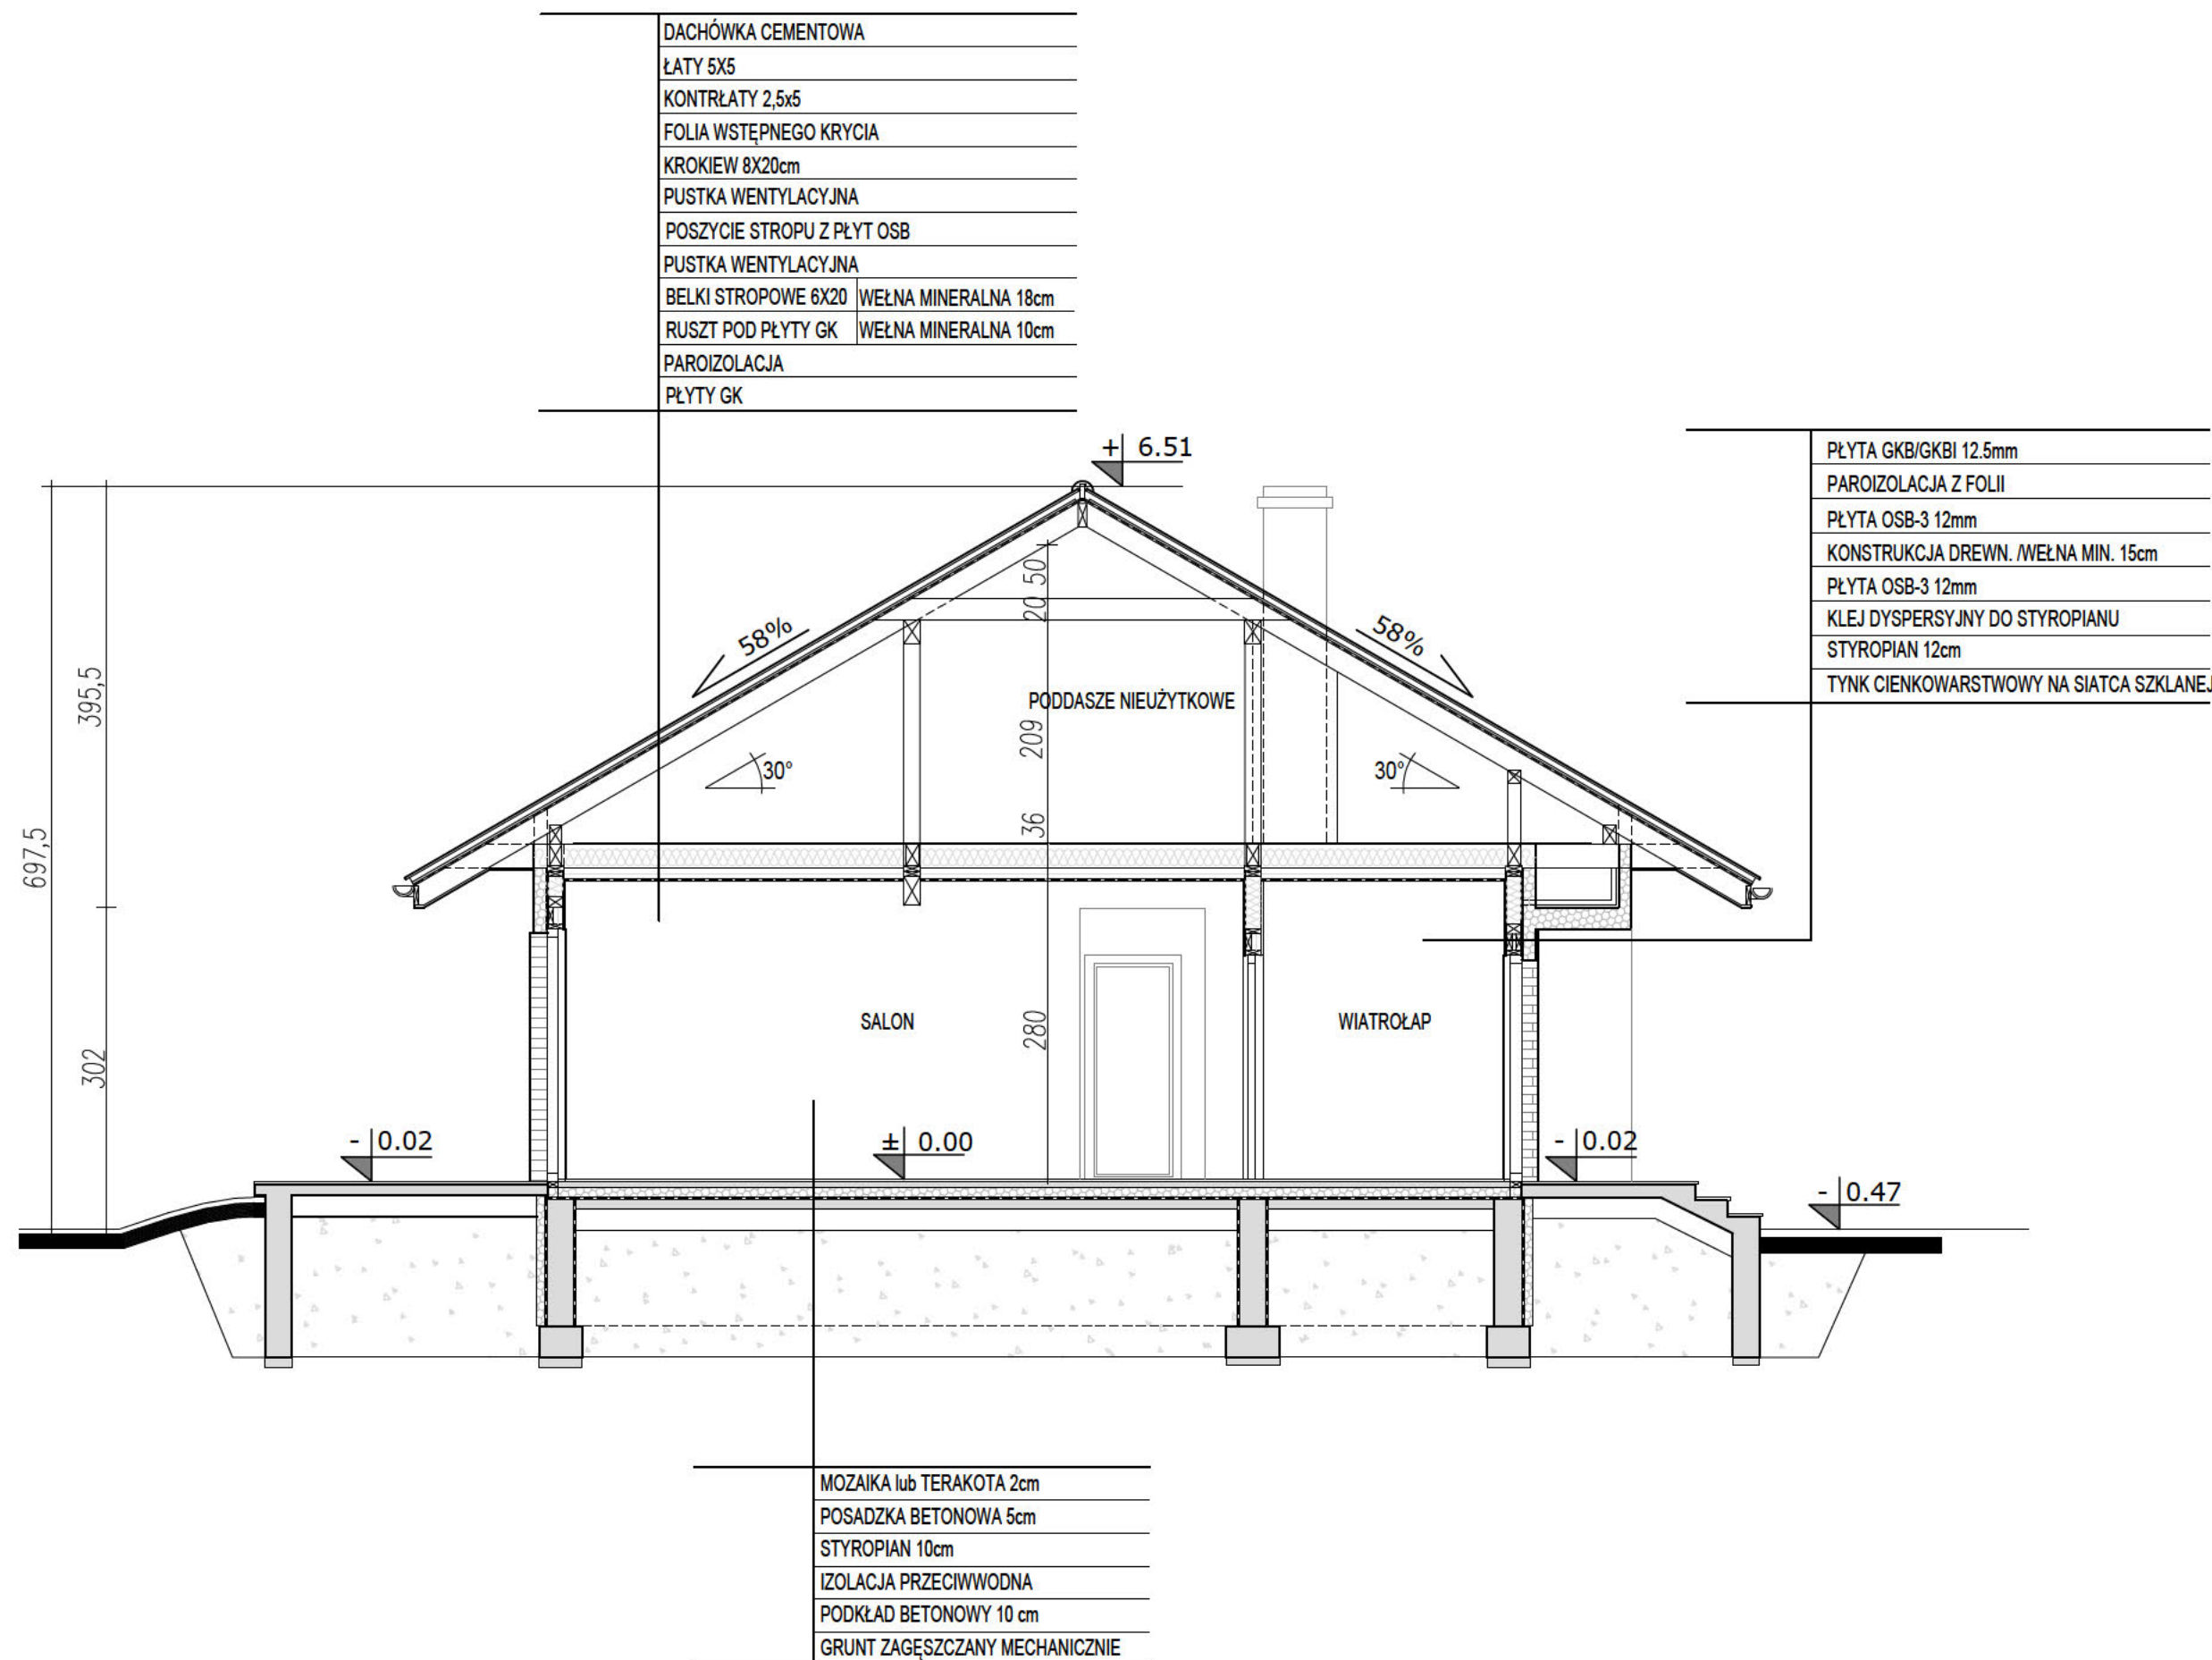 DACHÓWKA CEMENTOWA
ŁATY 5X5
KONTRŁATY 2,5x5
FOLIA WSTĘPNEGO KRYCIA
KROKIEW 8X20cm
PUSTKA WENTYLACYJNA
POSZYCIE STROPU Z PŁYT OSB
PUSTKA WENTYLACYJNA
BELKI STROPOWE 6X20 WEŁNA MINERALNA 18cm
RUSZT POD PŁYTY GK WEŁNA MINERALNA 10cm
PAROIZOLACJA
PŁYTY GK
PŁYTA GKB/GKBI 12.5mm
PAROIZOLACJA Z FOLII
PŁYTA OSB-3 12mm
KONSTRUKCJA DREWN. /WEŁNA MIN. 15cm
PŁYTA OSB-3 12mm
KLEJ DYSPERSYJNY DO STYROPIANU
STYROPIAN 12cm
TYNK CIENKOWARSTWOWY NA SIATCA SZKLANEJ
+ 6.51
58%
58%
50
20
209
36
280
PODDASZE NIEUŻYTKOWE
30°
30°
395,5
697,5
302
SALON
WIATROŁAP
- 0.02
± 0.00
- 0.02
- 0.47
MOZAIKA lub TERAKOTA 2cm
POSADZKA BETONOWA 5cm
STYROPIAN 10cm
IZOLACJA PRZECIWWODNA
PODKŁAD BETONOWY 10 cm
GRUNT ZAGĘSZCZANY MECHANICZNIE